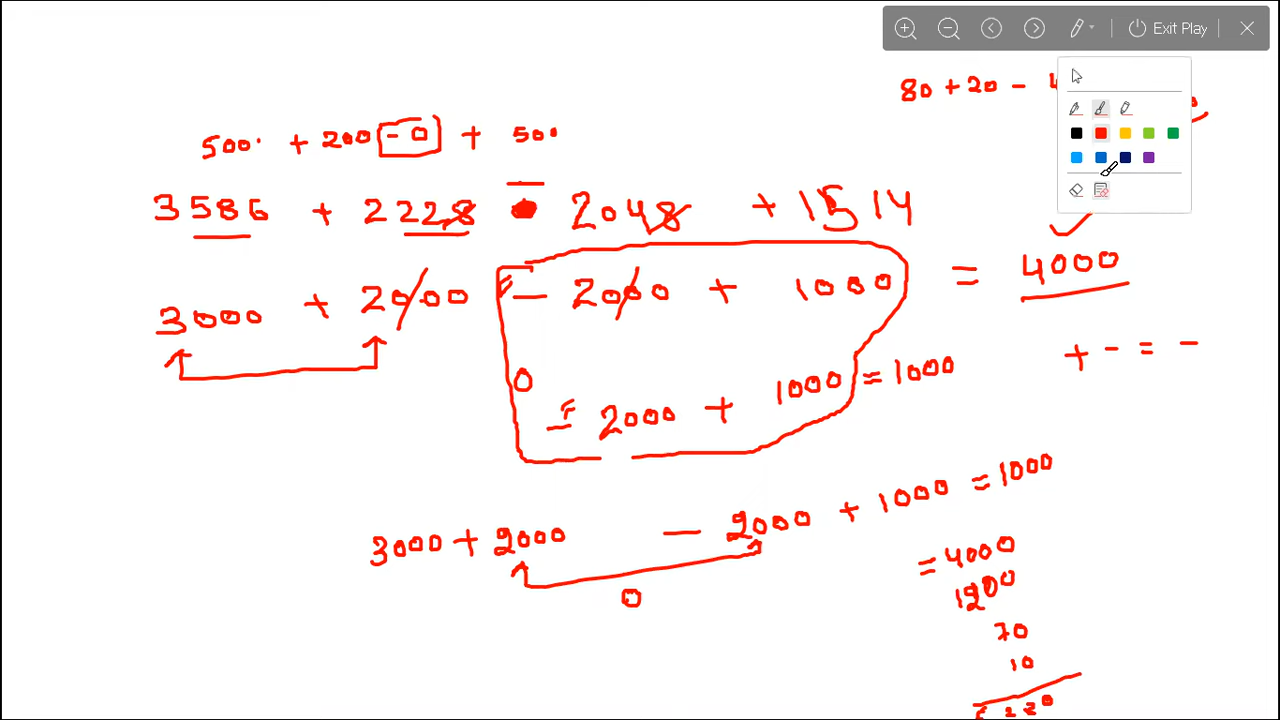 Exit Play
80 + 20 -
500 + 200 - 0 + 500
3586 + 2228 - 2048 + 1514
3000 + 2000 - 2000 + 1000 = 4000
+ - = -
0
= 2000 + 1000 = 1000
3000 + 2000 - 2000 + 1000 = 1000
0
= 4000
1200
70
10